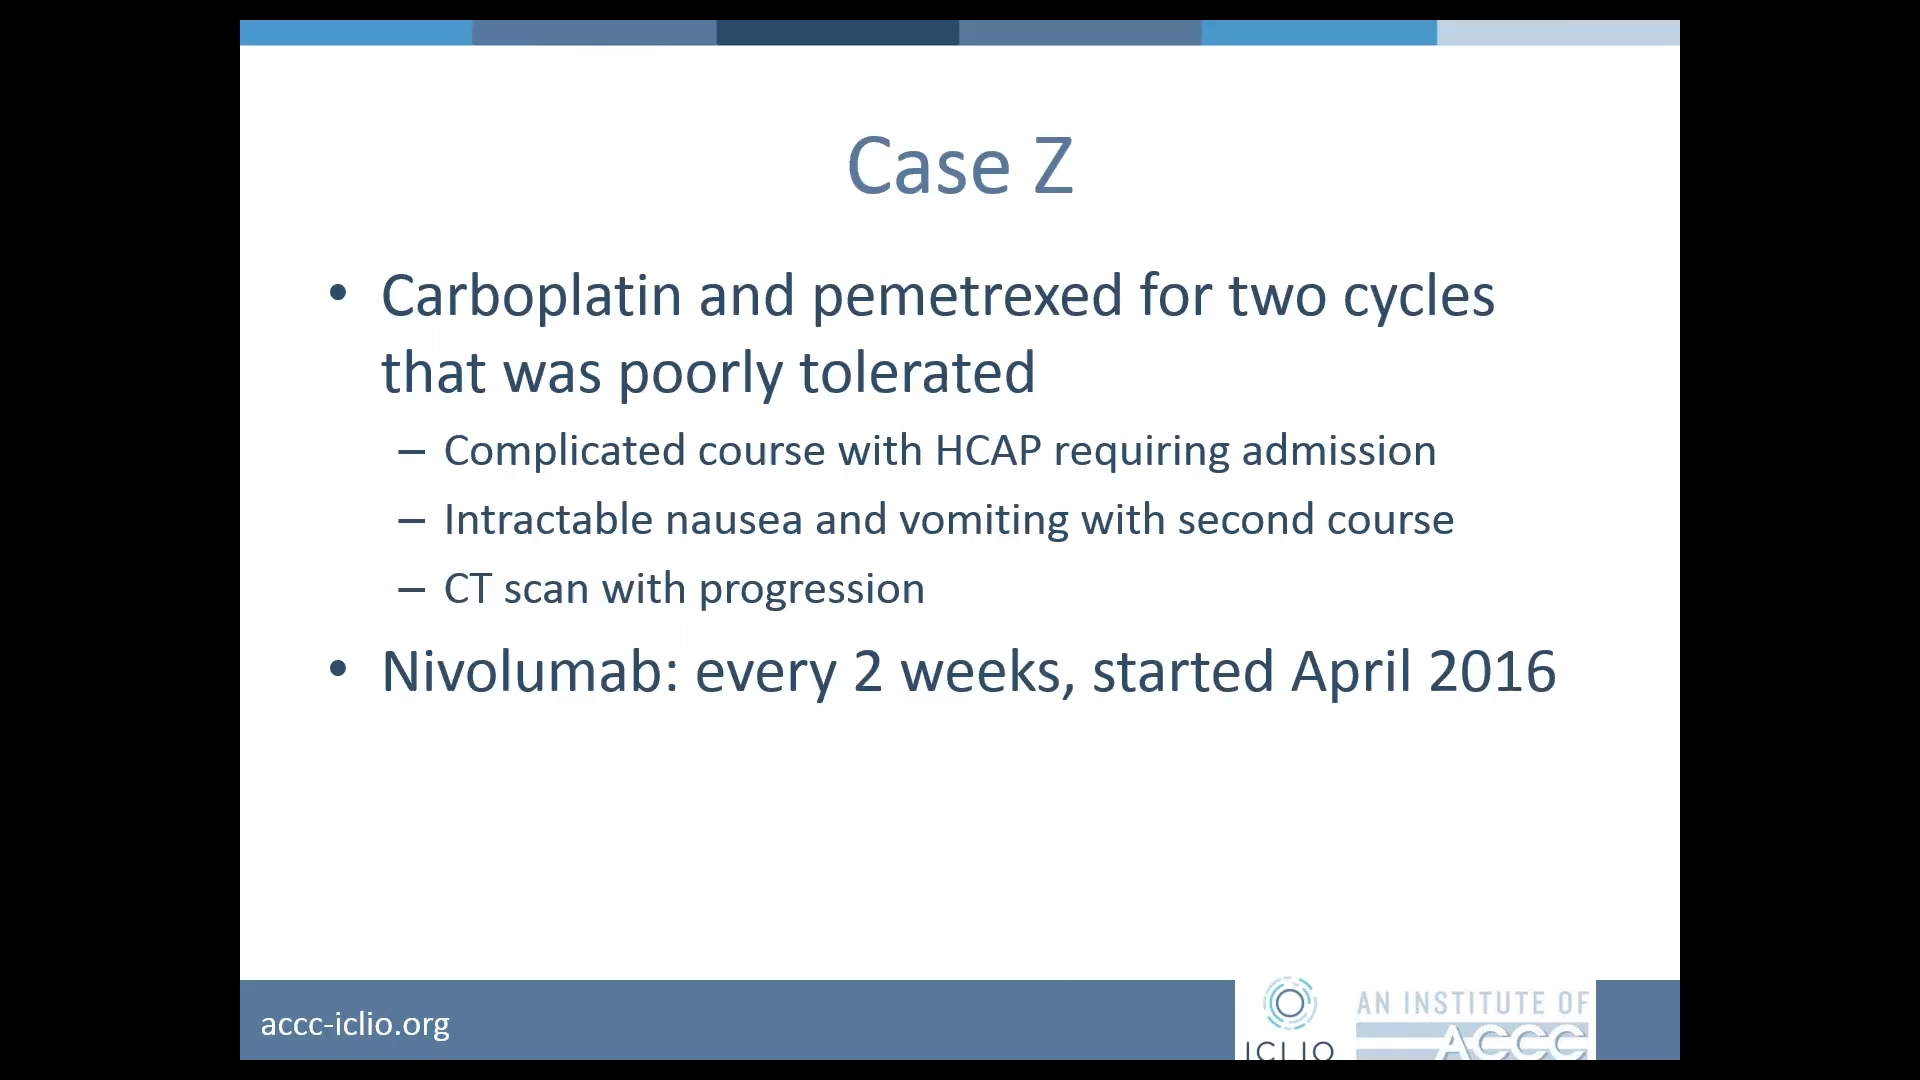 Case Z
• Carboplatin and pemetrexed for two cycles
that was poorly tolerated
– Complicated course with HCAP requiring admission
– Intractable nausea and vomiting with second course
– CT scan with progression
• Nivolumab: every 2 weeks, started April 2016
accc-iclio.org
ICLIO
AN INSTITUTE OF
ACCC